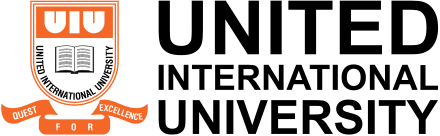 UIU
UNITED INTERNATIONAL UNIVERSITY
QUEST
FOR
EXCELLENCE
UNITED
INTERNATIONAL
UNIVERSITY